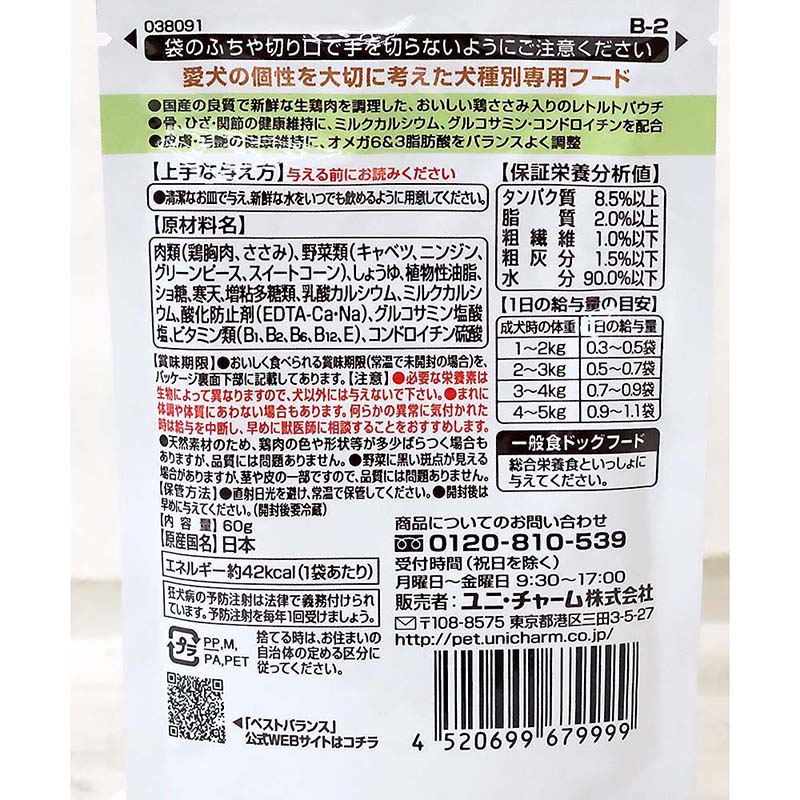 038091
B-2
袋のふちや切り口で手を切らないようにご注意ください
愛犬の個性を大切に考えた犬種別専用フード
●国産の良質で新鮮な生鶏肉を調理した、おいしい鶏ささみ入りのレトルトパウチ
●骨、ひざ・関節の健康維持に、ミルクカルシウム、グルコサミン・コンドロイチンを配合
●皮膚・毛艶の健康維持に、オメガ6&3脂肪酸をバランスよく調整
【上手な与え方】与える前にお読みください
●清潔なお皿で与え、新鮮な水をいつでも飲めるように用意してください。
【原材料名】
肉類(鶏胸肉、ささみ)、野菜類(キャベツ、ニンジン、
グリーンピース、スイートコーン)、しょうゆ、植物性油脂、
ショ糖、寒天、増粘多糖類、乳酸カルシウム、ミルクカルシ
ウム、酸化防止剤(EDTA-Ca・Na)、グルコサミン塩酸
塩、ビタミン類(B1、B2、B6、B12、E)、コンドロイチン硫酸
【賞味期限】●おいしく食べられる賞味期限(常温で未開封の場合)を、
パッケージ裏面下部に記載してあります。【注意】●必要な栄養素は
生物によって異なりますので、犬以外には与えないで下さい。●まれに
体調や体質にあわない場合もあります。何らかの異常に気付かれた
時は給与を中断し、早めに獣医師に相談することをおすすめします。
●天然素材のため、鶏肉の色や形状等が多少ばらつく場合も
ありますが、品質には問題ありません。●野菜に黒い斑点が見える
場合がありますが、茎や皮の一部ですので、品質には問題ありません。
【保管方法】●直射日光を避け、常温で保管してください。●開封後は
早めに与えてください。(開封後要冷蔵)
【内 容 量】60g
【原産国名】日本
エネルギー 約42kcal(1袋あたり)
狂犬病の予防注射は法律で義務付けられ
ています。予防注射を毎年1回受けましょう。
プラ
PP,M,
PA,PET
捨てる時は、お住まいの
自治体の定める区分に
従ってください。
「ベストバランス」
公式WEBサイトはコチラ
【保証栄養分析値】
タンパク質 8.5%以上
脂質 2.0%以上
粗繊維 1.0%以下
粗灰分 1.5%以下
水分 90.0%以下
【1日の給与量の目安】
成犬時の体重 1日の給与量
1〜2kg 0.3〜0.5袋
2〜3kg 0.5〜0.7袋
3〜4kg 0.7〜0.9袋
4〜5kg 0.9〜1.1袋
一般食ドッグフード
総合栄養食といっしょに
与えてください。
商品についてのお問い合わせ
0120-810-539
受付時間(祝日を除く)
月曜日〜金曜日 9:30〜17:00
販売者:ユニ・チャーム株式会社
〒108-8575 東京都港区三田3-5-27
http://pet.unicharm.co.jp/
4 520699 679999